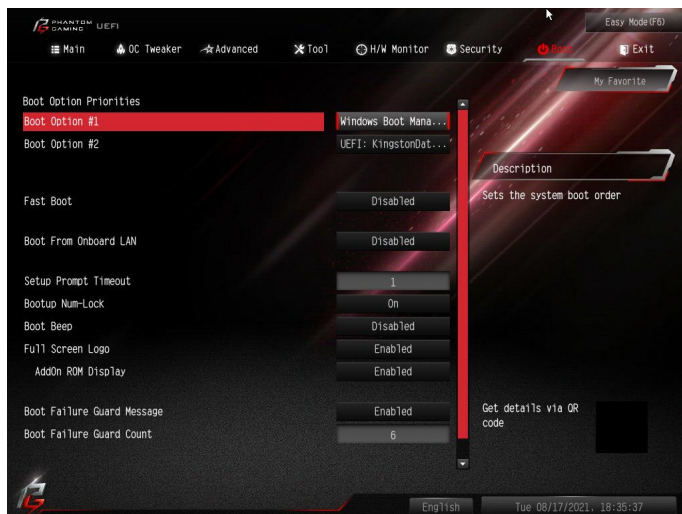 PHANTOM GAMING UEFI
Easy Mode(F6)
Main OC Tweaker Advanced Tool H/W Monitor Security Boot Exit
My Favorite
Boot Option Priorities
Boot Option #1 Windows Boot Mana...
Boot Option #2 UEFI: KingstonDat...
Description
Sets the system boot order
Fast Boot Disabled
Boot From Onboard LAN Disabled
Setup Prompt Timeout 1
Bootup Num-Lock On
Boot Beep Disabled
Full Screen Logo Enabled
AddOn ROM Display Enabled
Boot Failure Guard Message Enabled
Boot Failure Guard Count 6
Get details via QR
code
English Tue 08/17/2021, 18:35:37